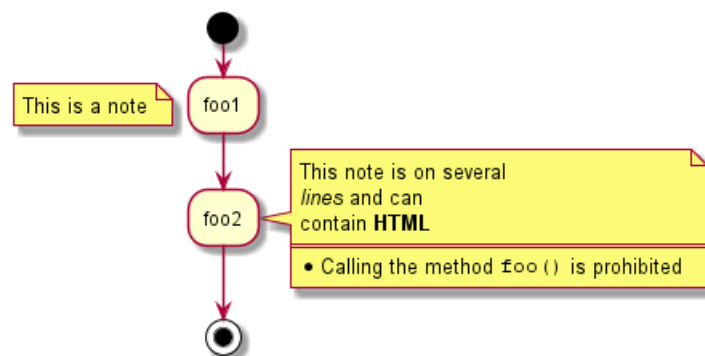 This is a note
foo1
This note is on several
lines and can
contain HTML
foo2
• Calling the method foo() is prohibited